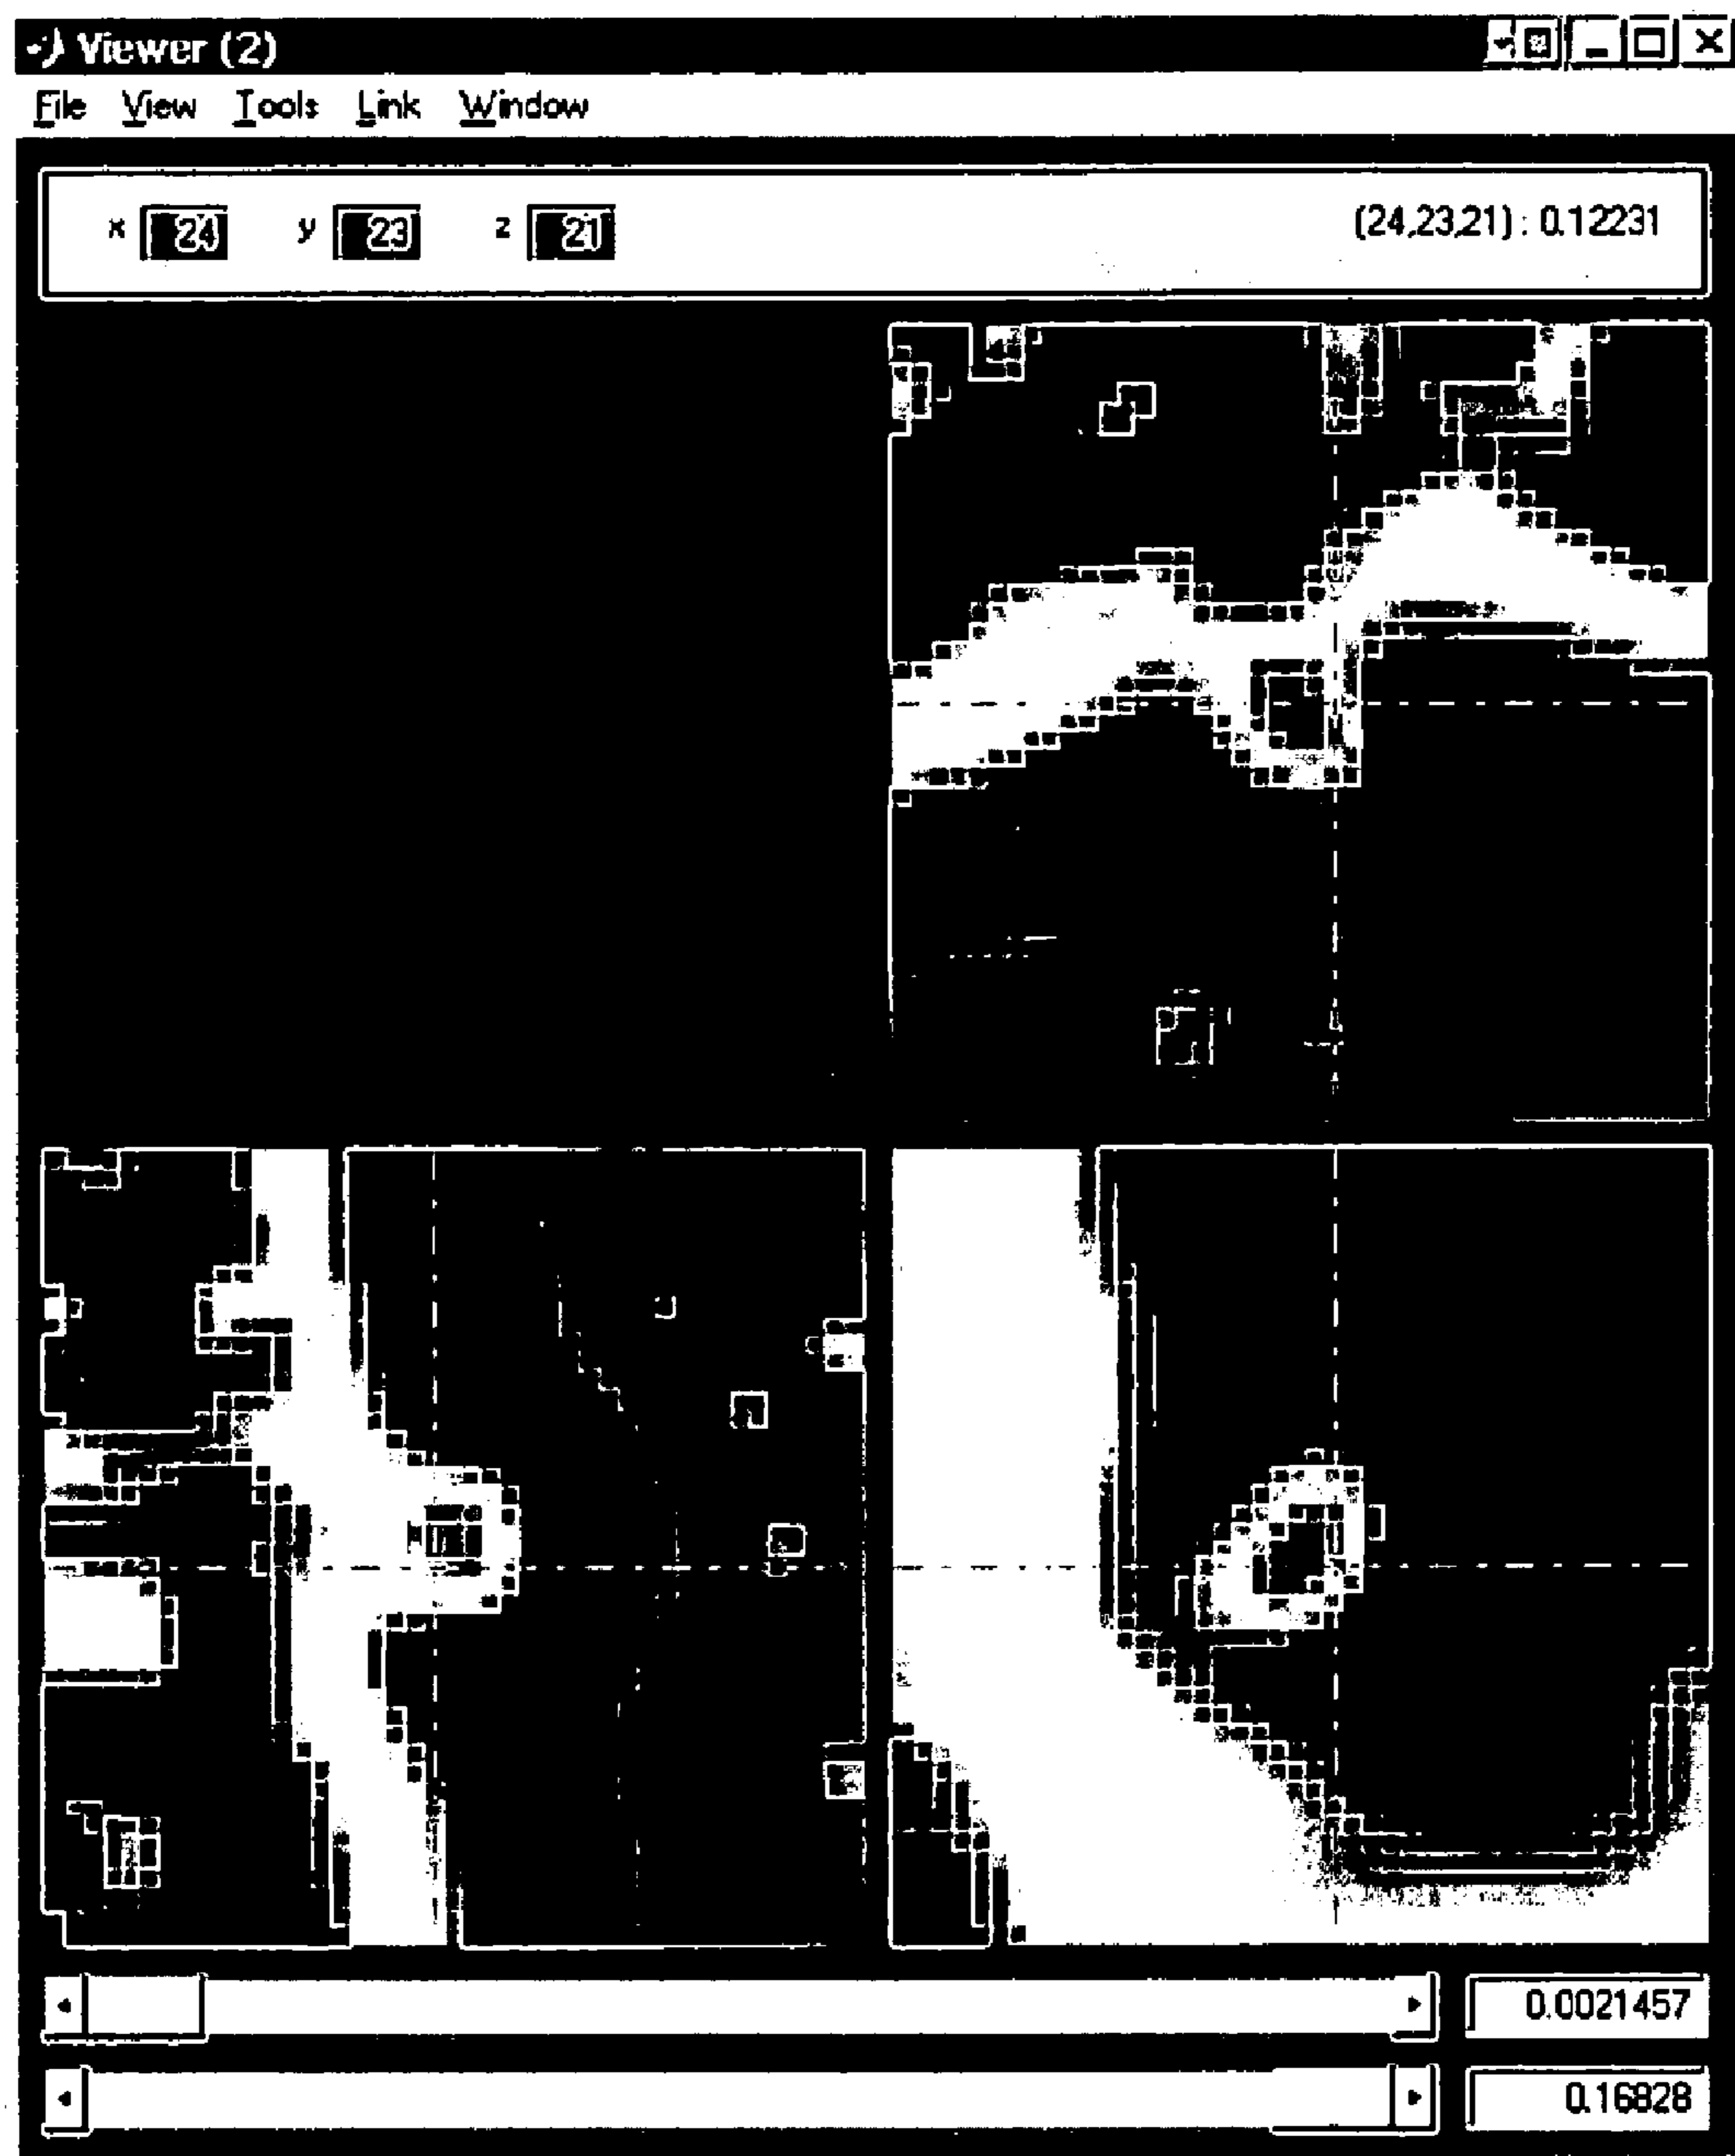 Viewer (2)
File View Tools Link Window
x 24 y 23 z 21 (24,23,21) : 0.12231
0.0021457
0.16828